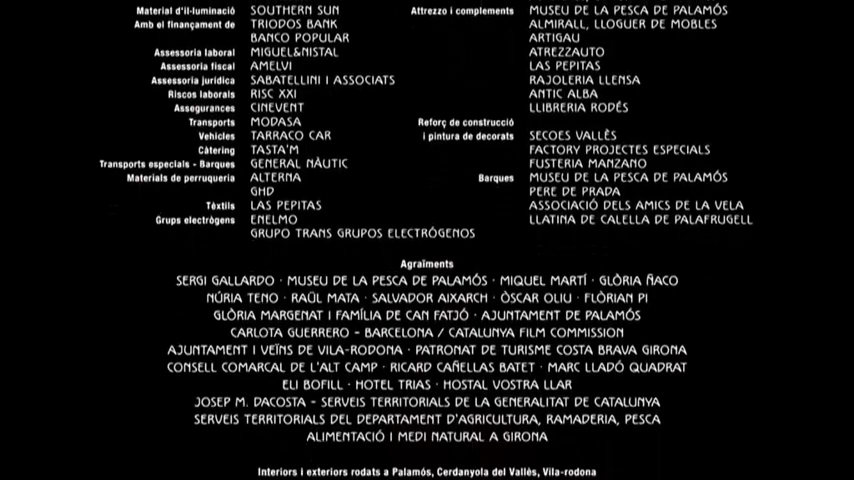 Material d'il·luminació SOUTHERN SUN
Amb el finançament de TRIODOS BANK
BANCO POPULAR
Assessoria laboral MIGUEL&NISTAL
Assessoria fiscal AMELVI
Assessoria jurídica SABATELLINI I ASSOCIATS
Riscos laborals RISC XXI
Assegurances CINEVENT
Transports MODASA
Vehicles TARRACO CAR
Càtering TASTA'M
Transports especials - Barques GENERAL NÀUTIC
Materials de perruqueria ALTERNA
GHD
Tèxtils LAS PEPITAS
Grups electrògens ENELMO
GRUPO TRANS GRUPOS ELECTRÓGENOS
Attrezzo i complements MUSEU DE LA PESCA DE PALAMÓS
ALMIRALL, LLOGUER DE MOBLES
ARTIGAU
ATREZZAUTO
LAS PEPITAS
RAJOLERIA LLENSA
ANTIC ALBA
LLIBRERIA RODÉS
Reforç de construcció
i pintura de decorats SECOES VALLÈS
FACTORY PROJECTES ESPECIALS
FUSTERIA MANZANO
Barques MUSEU DE LA PESCA DE PALAMÓS
PERE DE PRADA
ASSOCIACIÓ DELS AMICS DE LA VELA
LLATINA DE CALELLA DE PALAFRUGELL
Agraïments
SERGI GALLARDO · MUSEU DE LA PESCA DE PALAMÓS · MIQUEL MARTÍ · GLÒRIA ÑACO
NÚRIA TENO · RAÜL MATA · SALVADOR AIXARCH · ÒSCAR OLIU · FLÒRIAN PI
GLÒRIA MARGENAT I FAMÍLIA DE CAN FATJÓ · AJUNTAMENT DE PALAMÓS
CARLOTA GUERRERO - BARCELONA / CATALUNYA FILM COMMISSION
AJUNTAMENT I VEÏNS DE VILA-RODONA · PATRONAT DE TURISME COSTA BRAVA GIRONA
CONSELL COMARCAL DE L'ALT CAMP · RICARD CAÑELLAS BATET · MARC LLADÓ QUADRAT
ELI BOFILL · HOTEL TRIAS · HOSTAL VOSTRA LLAR
JOSEP M. DACOSTA - SERVEIS TERRITORIALS DE LA GENERALITAT DE CATALUNYA
SERVEIS TERRITORIALS DEL DEPARTAMENT D'AGRICULTURA, RAMADERIA, PESCA
ALIMENTACIÓ I MEDI NATURAL A GIRONA
Interiors i exteriors rodats a Palamós, Cerdanyola del Vallès, Vila-rodona